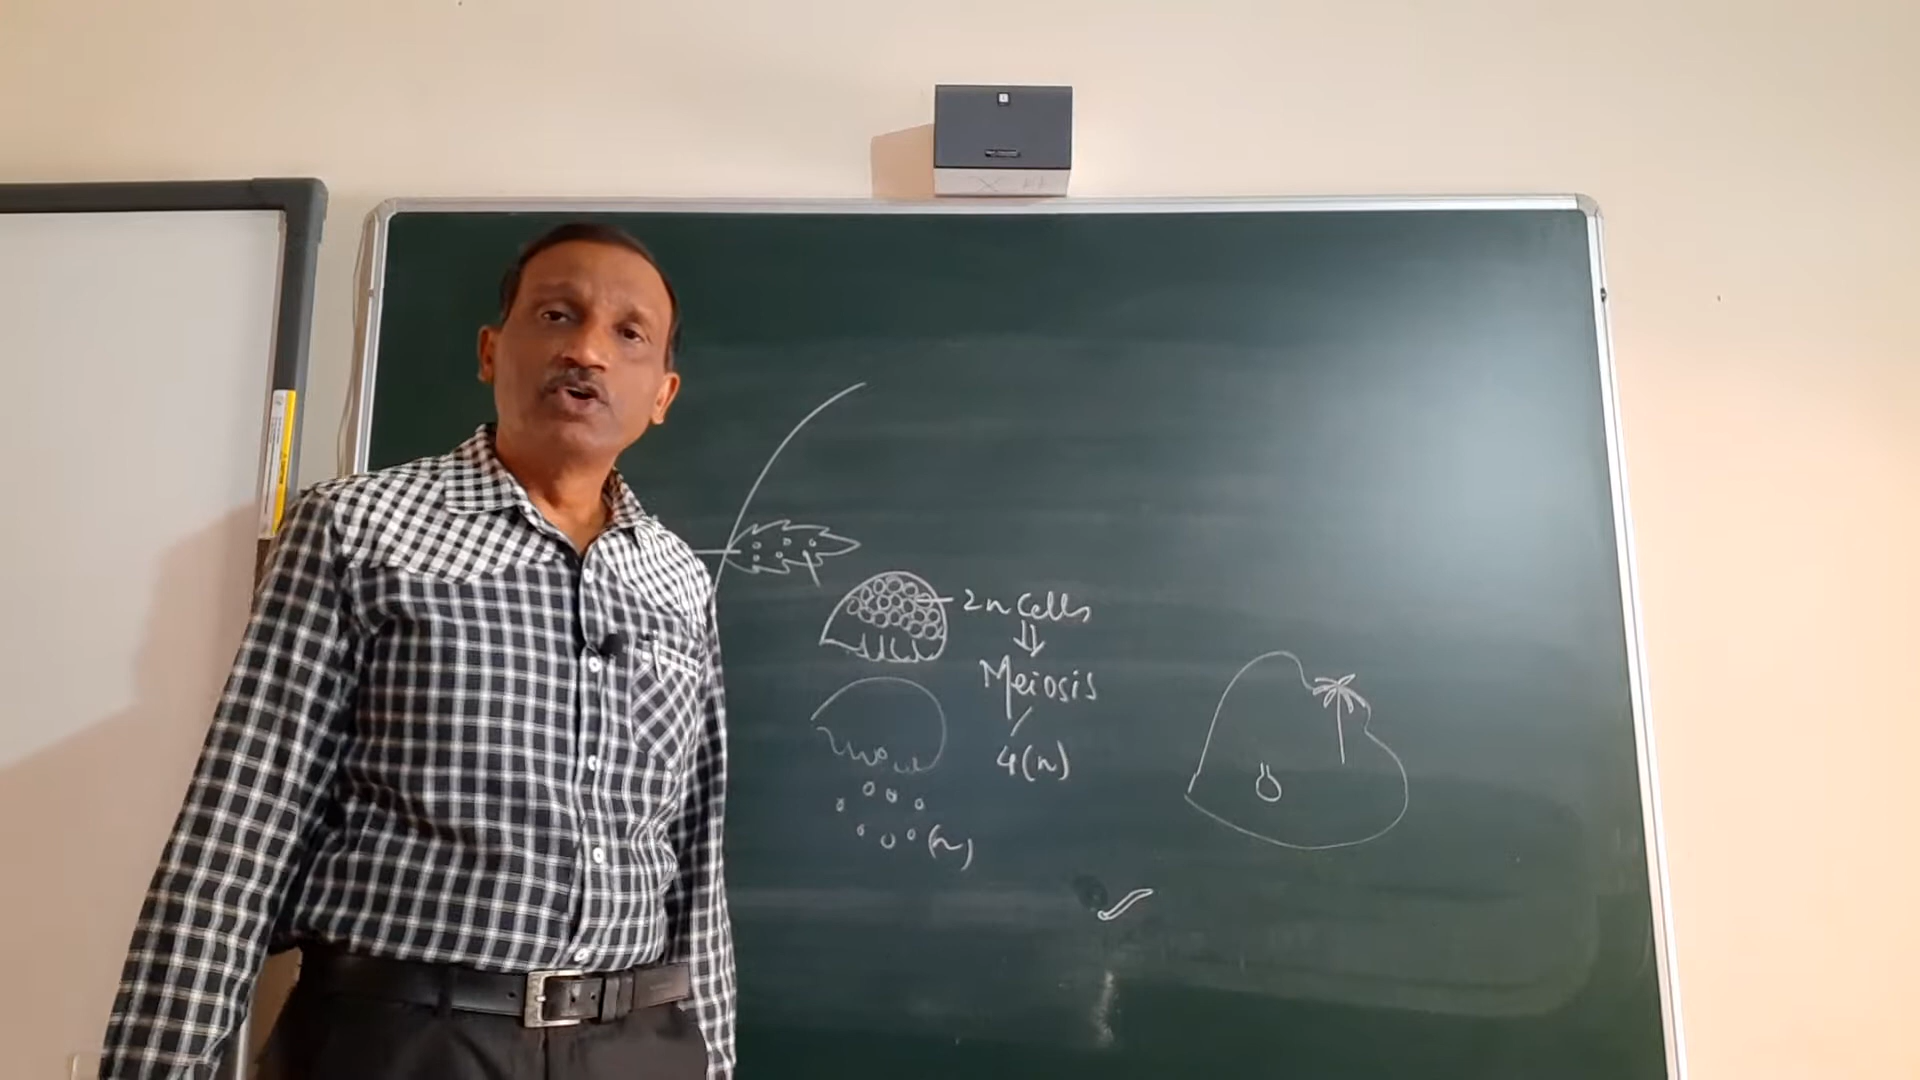 2n cells
Meiosis
4(n)
(n)